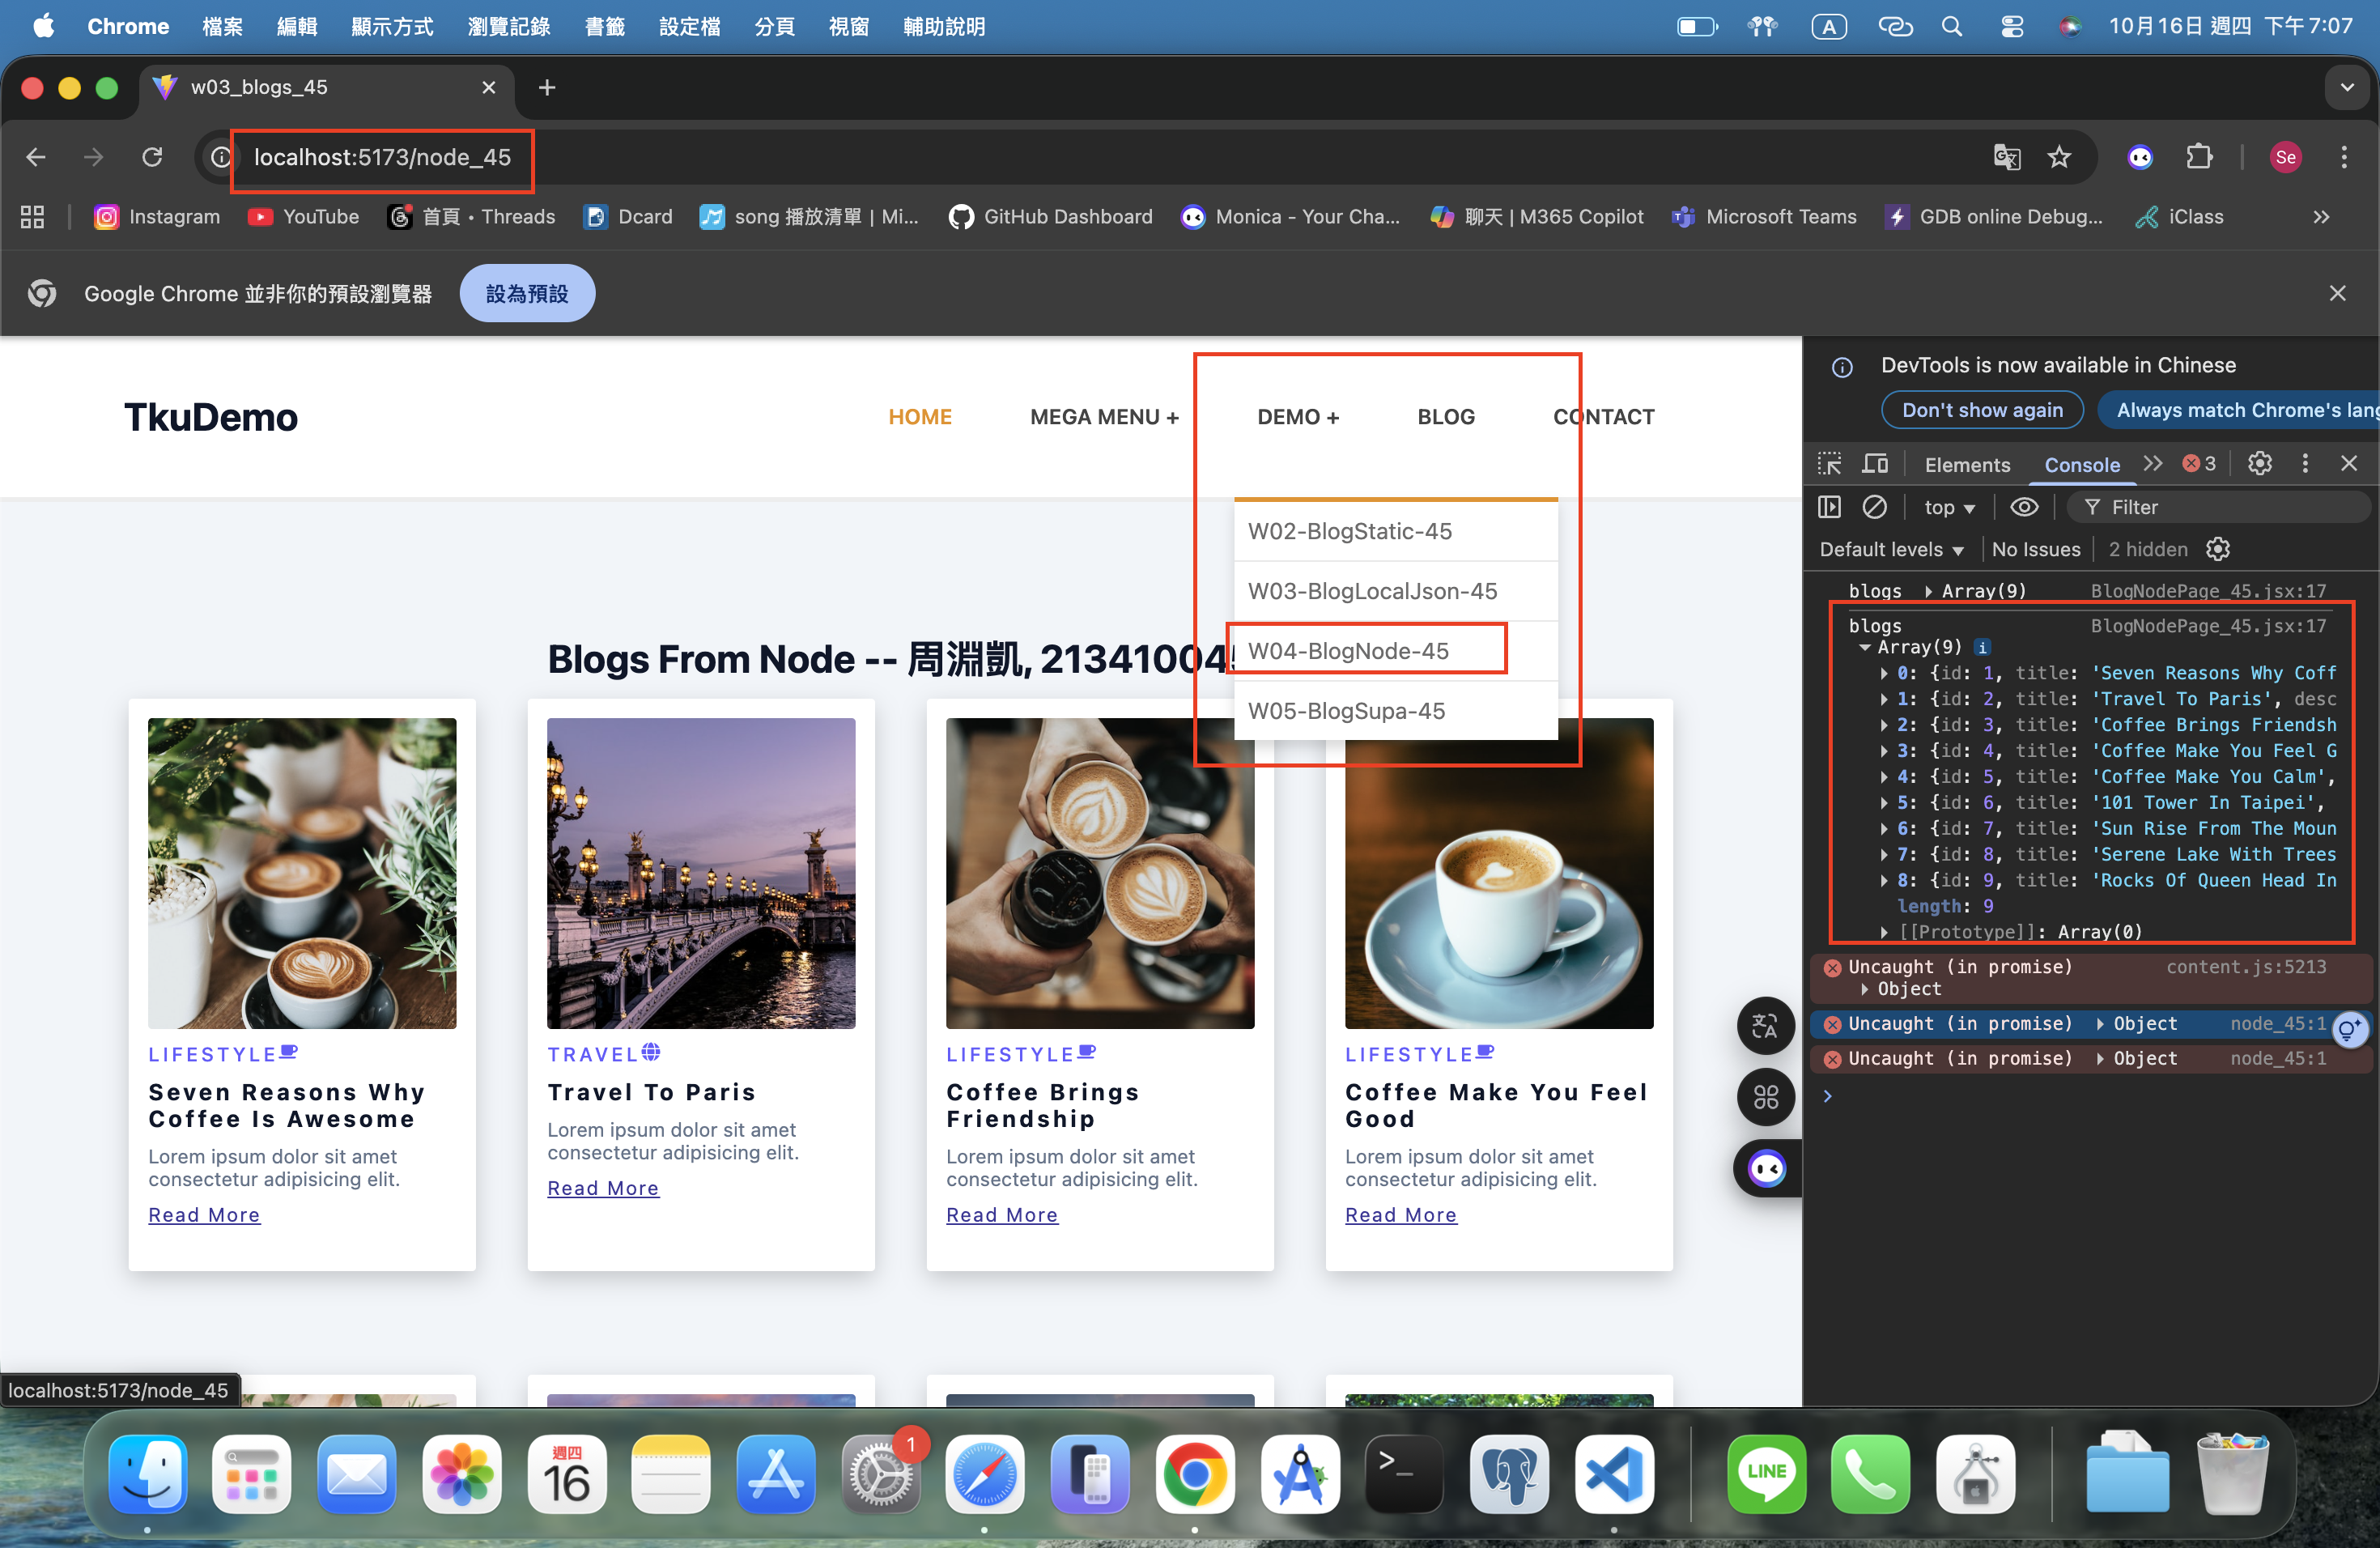 Chrome 檔案 編輯 顯示方式 瀏覽記錄 書籤 設定檔 分頁 視窗 輔助說明 A 10月16日 週四 下午7:07
w03_blogs_45
localhost:5173/node_45 Se
Instagram YouTube 首頁 • Threads Dcard song 播放清單 | Mi... GitHub Dashboard Monica - Your Cha... 聊天 | M365 Copilot Microsoft Teams GDB online Debug... iClass
Google Chrome 並非你的預設瀏覽器 設為預設
TkuDemo
HOME MEGA MENU + DEMO + BLOG CONTACT
W02-BlogStatic-45
W03-BlogLocalJson-45
W04-BlogNode-45
W05-BlogSupa-45
Blogs From Node -- 周淵凱, 21341004
LIFESTYLE
Seven Reasons Why
Coffee Is Awesome
Lorem ipsum dolor sit amet
consectetur adipisicing elit.
Read More
TRAVEL
Travel To Paris
Lorem ipsum dolor sit amet
consectetur adipisicing elit.
Read More
LIFESTYLE
Coffee Brings
Friendship
Lorem ipsum dolor sit amet
consectetur adipisicing elit.
Read More
LIFESTYLE
Coffee Make You Feel
Good
Lorem ipsum dolor sit amet
consectetur adipisicing elit.
Read More
localhost:5173/node_45
DevTools is now available in Chinese
Don't show again Always match Chrome's lang
Elements Console 3
top Filter
Default levels No Issues 2 hidden
blogs Array(9) BlogNodePage_45.jsx:17
blogs BlogNodePage_45.jsx:17
Array(9)
0: {id: 1, title: 'Seven Reasons Why Coff
1: {id: 2, title: 'Travel To Paris', desc
2: {id: 3, title: 'Coffee Brings Friendsh
3: {id: 4, title: 'Coffee Make You Feel G
4: {id: 5, title: 'Coffee Make You Calm',
5: {id: 6, title: '101 Tower In Taipei',
6: {id: 7, title: 'Sun Rise From The Moun
7: {id: 8, title: 'Serene Lake With Trees
8: {id: 9, title: 'Rocks Of Queen Head In
length: 9
[[Prototype]]: Array(0)
Uncaught (in promise) content.js:5213
Object
Uncaught (in promise) Object node_45:1
Uncaught (in promise) Object node_45:1
週四
16
1
LINE